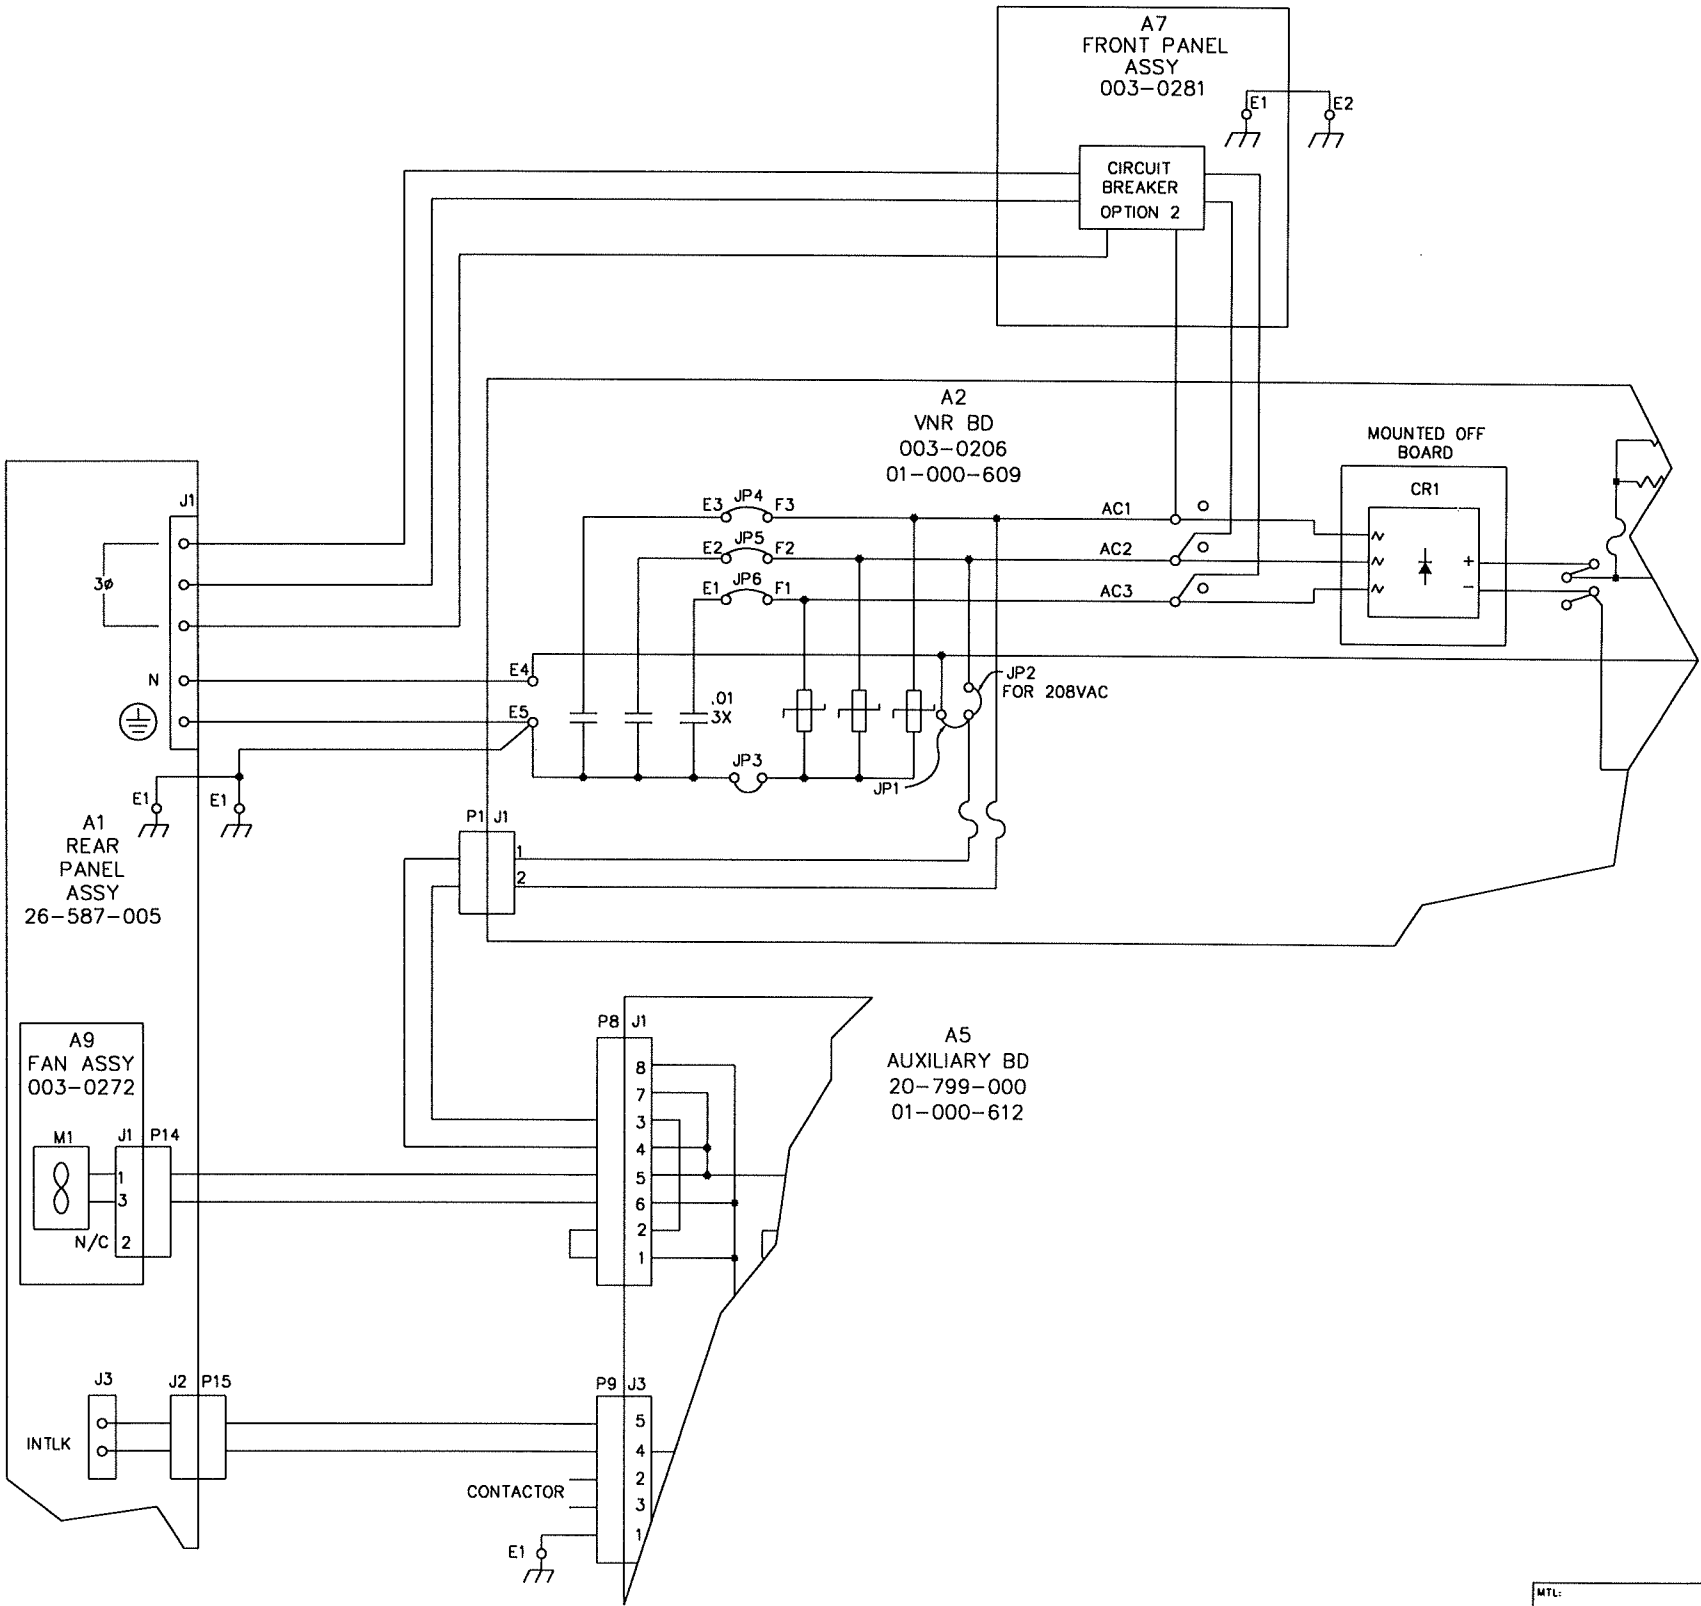 A7
FRONT PANEL
ASSY
003-0281
E1
E2
CIRCUIT
BREAKER
OPTION 2
A2
VNR BD
003-0206
01-000-609
MOUNTED OFF
BOARD
CR1
+
−
J1
3ø
N
E3 JP4 F3
E2 JP5 F2
E1 JP6 F1
AC1
AC2
AC3
E4
E5
.01
3X
JP2
FOR 208VAC
JP3
JP1
E1
E1
A1
REAR
PANEL
ASSY
26-587-005
P1 J1
1
2
A9
FAN ASSY
003-0272
M1
J1 P14
1
3
N/C 2
P8 J1
8
7
3
4
5
6
2
1
A5
AUXILIARY BD
20-799-000
01-000-612
J3
J2 P15
INTLK
P9 J3
5
4
2
3
1
CONTACTOR
E1
MTL: